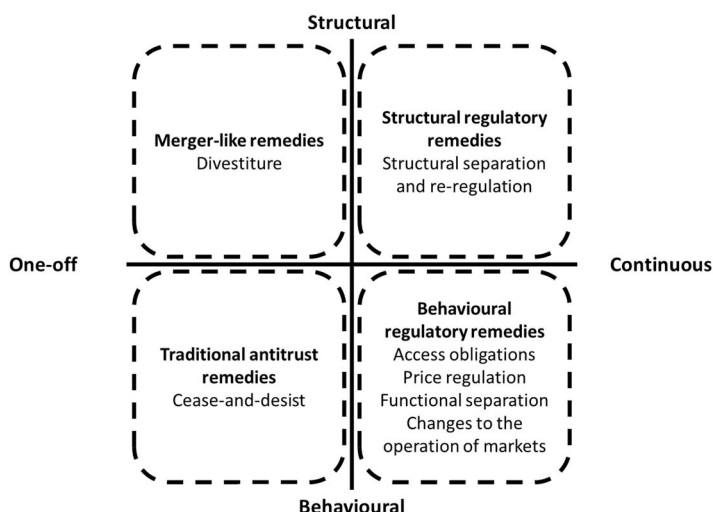 Structural
Merger-like remedies
Divestiture
Structural regulatory
remedies
Structural separation
and re-regulation
One-off
Continuous
Traditional antitrust
remedies
Cease-and-desist
Behavioural
regulatory remedies
Access obligations
Price regulation
Functional separation
Changes to the
operation of markets
Behavioural